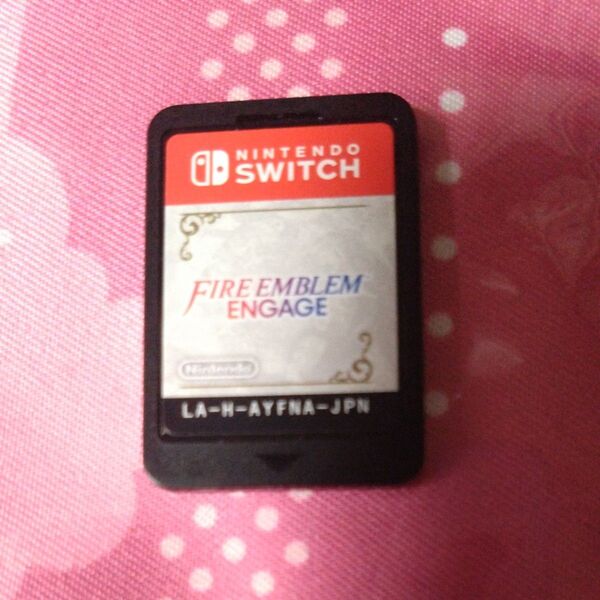 NINTENDO
SWITCH
FIRE EMBLEM
ENGAGE
Nintendo
LA-H-AYFNA-JPN